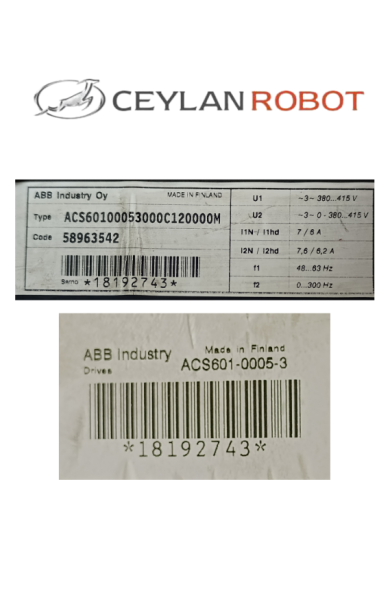 CEYLAN ROBOT
ABB Industry Oy MADE IN FINLAND
Type ACS60100053000C120000M
Code 58963542
Serno *18192743*
U1 ~3~ 380...415 V
U2 ~3~ 0-380...415 V
I1N / I1hd 7 / 6 A
I2N / I2hd 7,6 / 6,2 A
f1 48...63 Hz
f2 0...300 Hz
ABB Industry Made in Finland
Drives ACS601-0005-3
*18192743*